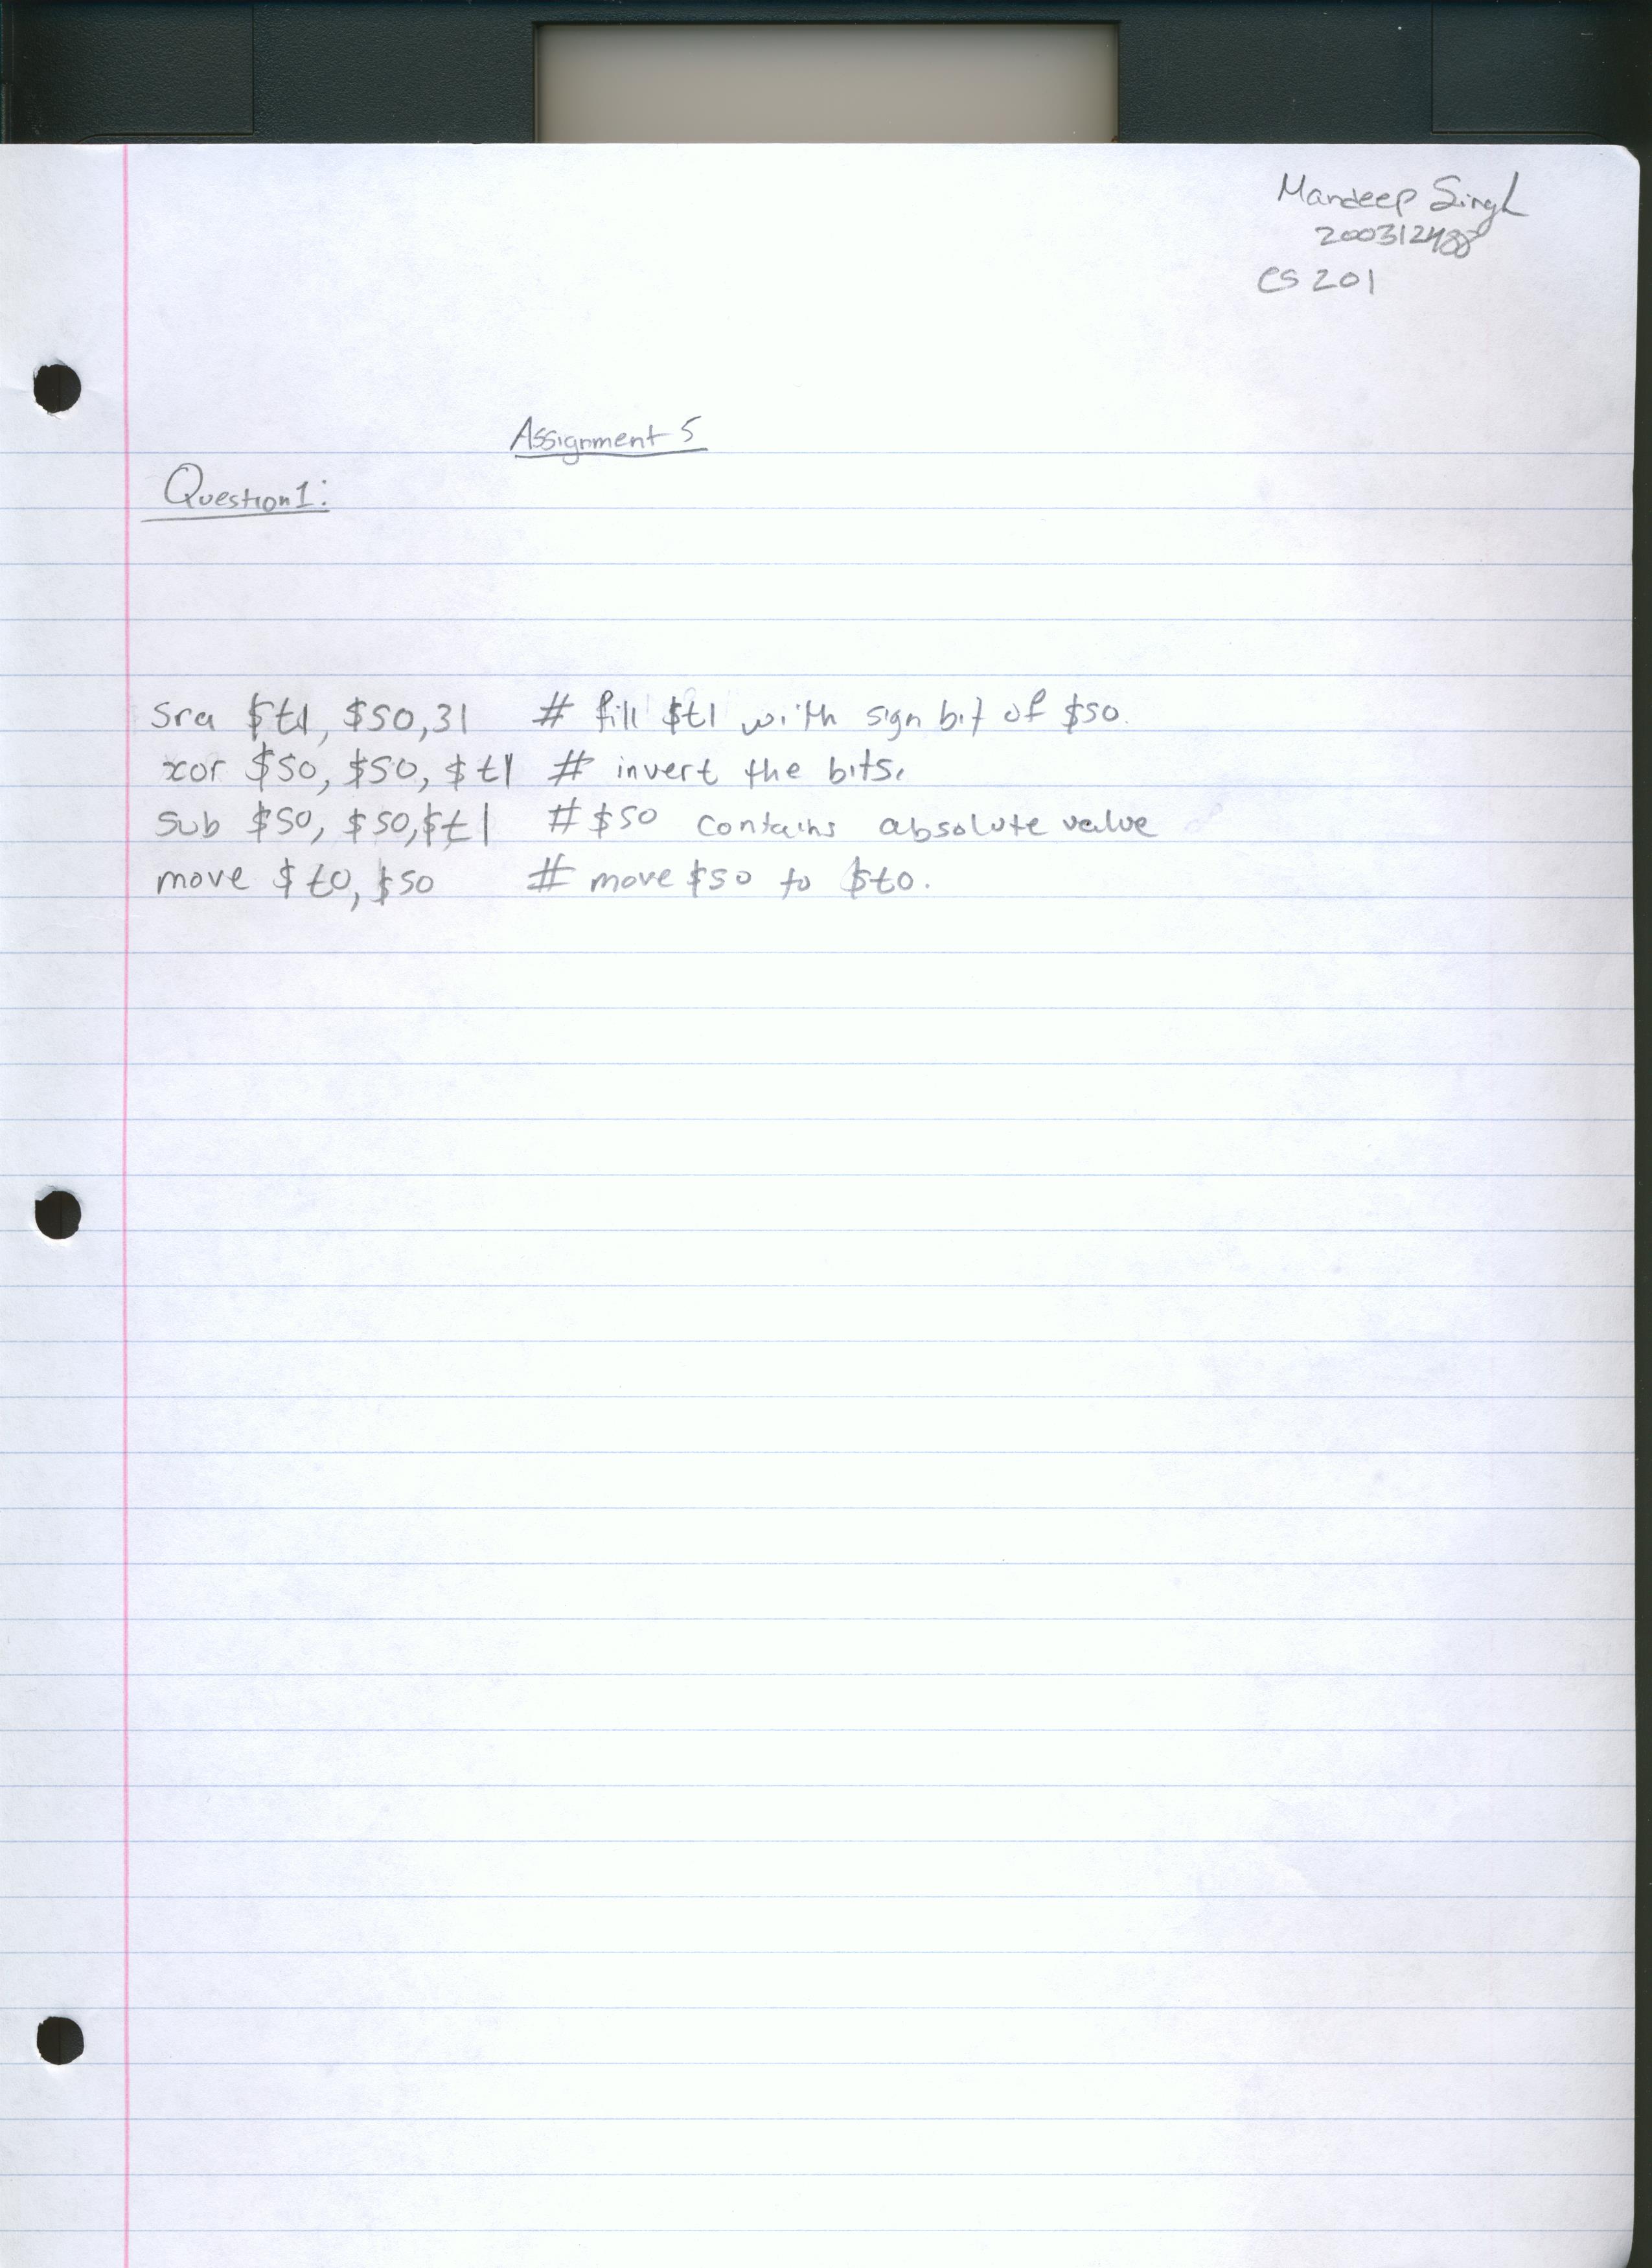 Mandeep Singh
CS 201
Assignment 5
Question 1:
sra $t1, $s0, 31 # fill $t1 with sign bit of $s0.
xor $s0, $s0, $t1 # invert the bits.
sub $s0, $s0, $t1 # $s0 contains absolute value
move $t0, $s0 # move $s0 to $t0.